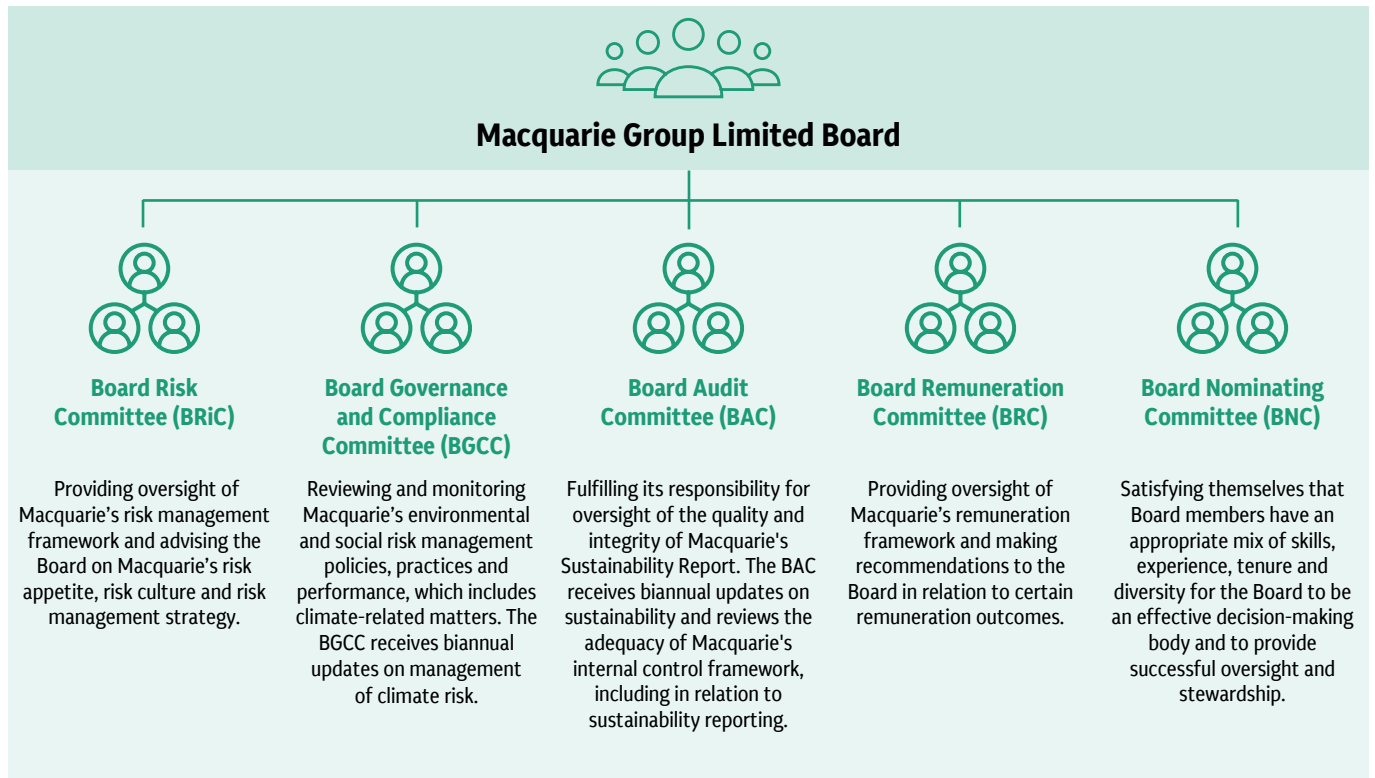 Macquarie Group Limited Board
Board Risk
Committee (BRiC)
Providing oversight of
Macquarie’s risk management
framework and advising the
Board on Macquarie’s risk
appetite, risk culture and risk
management strategy.
Board Governance
and Compliance
Committee (BGCC)
Reviewing and monitoring
Macquarie’s environmental
and social risk management
policies, practices and
performance, which includes
climate-related matters. The
BGCC receives biannual
updates on management
of climate risk.
Board Audit
Committee (BAC)
Fulfilling its responsibility for
oversight of the quality and
integrity of Macquarie's
Sustainability Report. The BAC
receives biannual updates on
sustainability and reviews the
adequacy of Macquarie's
internal control framework,
including in relation to
sustainability reporting.
Board Remuneration
Committee (BRC)
Providing oversight of
Macquarie’s remuneration
framework and making
recommendations to the
Board in relation to certain
remuneration outcomes.
Board Nominating
Committee (BNC)
Satisfying themselves that
Board members have an
appropriate mix of skills,
experience, tenure and
diversity for the Board to be
an effective decision-making
body and to provide
successful oversight and
stewardship.